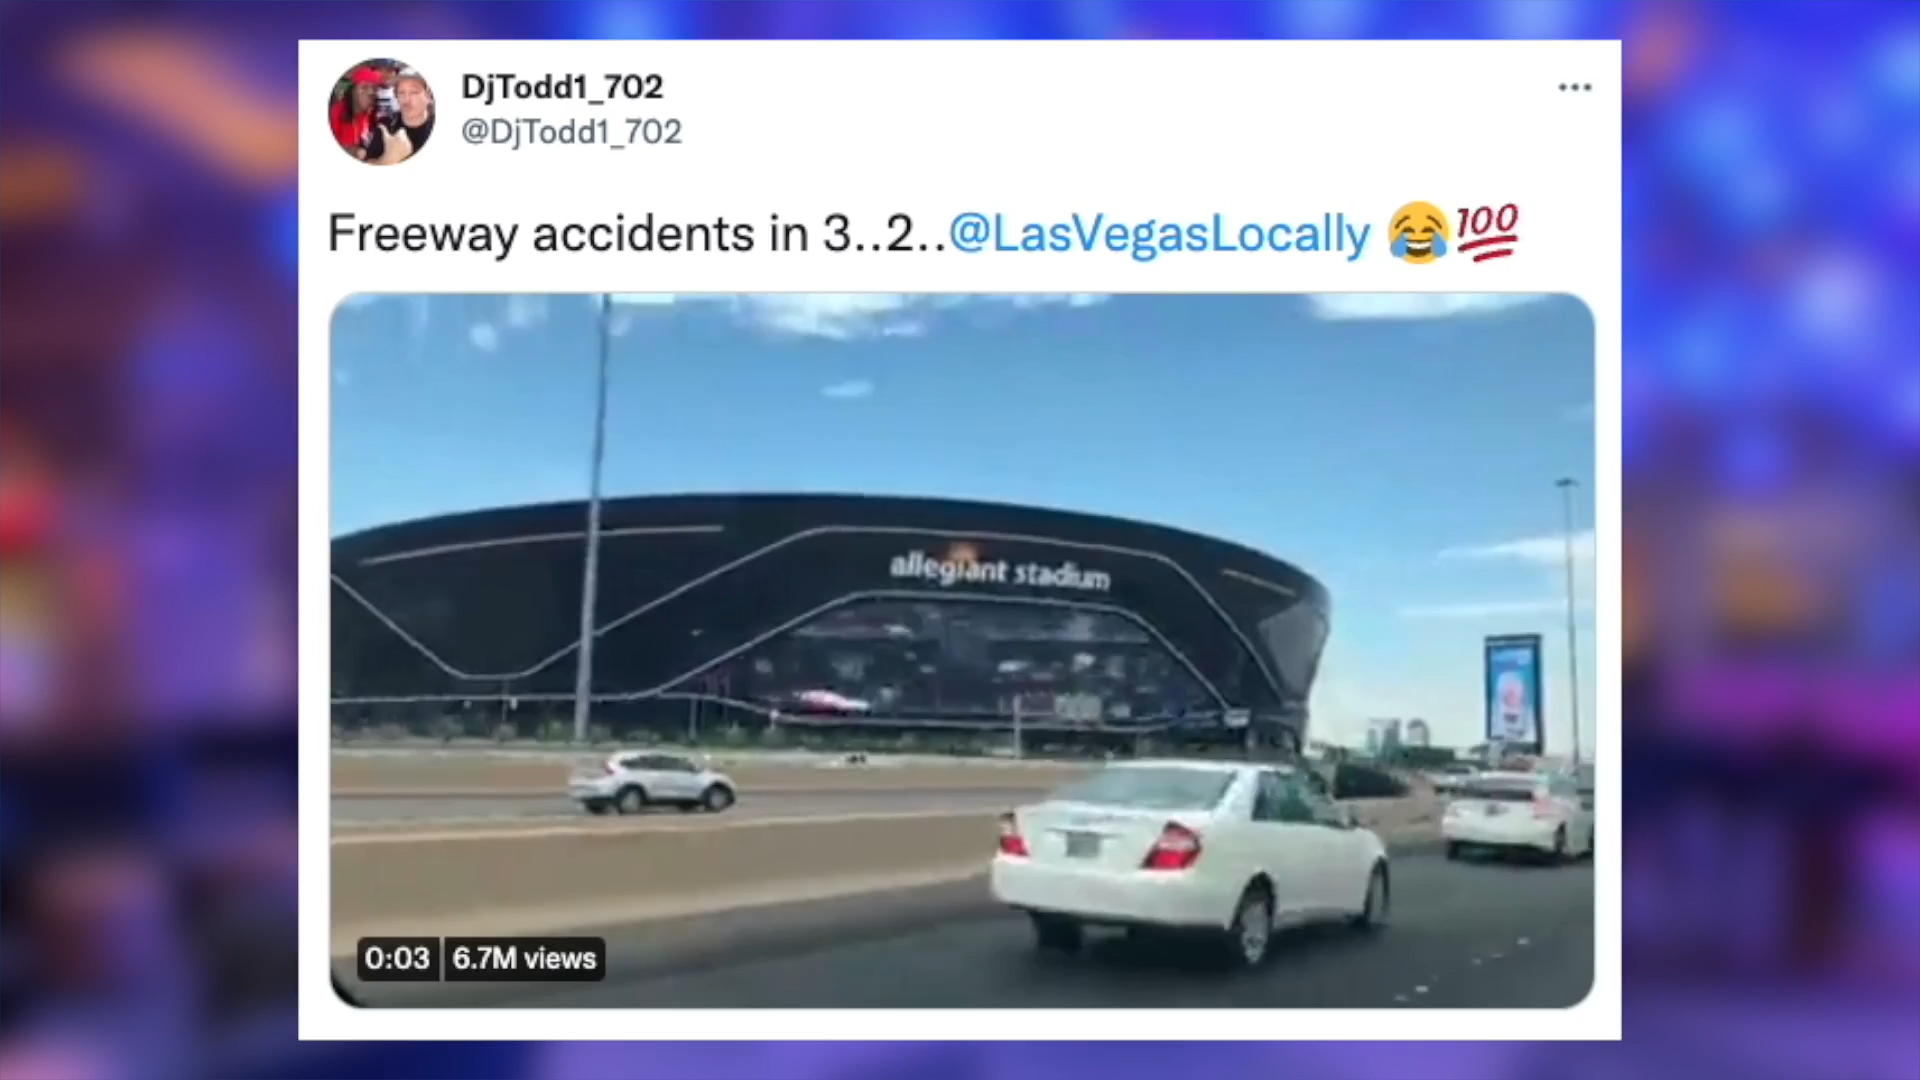 DjTodd1_702
@DjTodd1_702
Freeway accidents in 3..2..@LasVegasLocally 😂💯
allegiant stadium
0:03 6.7M views